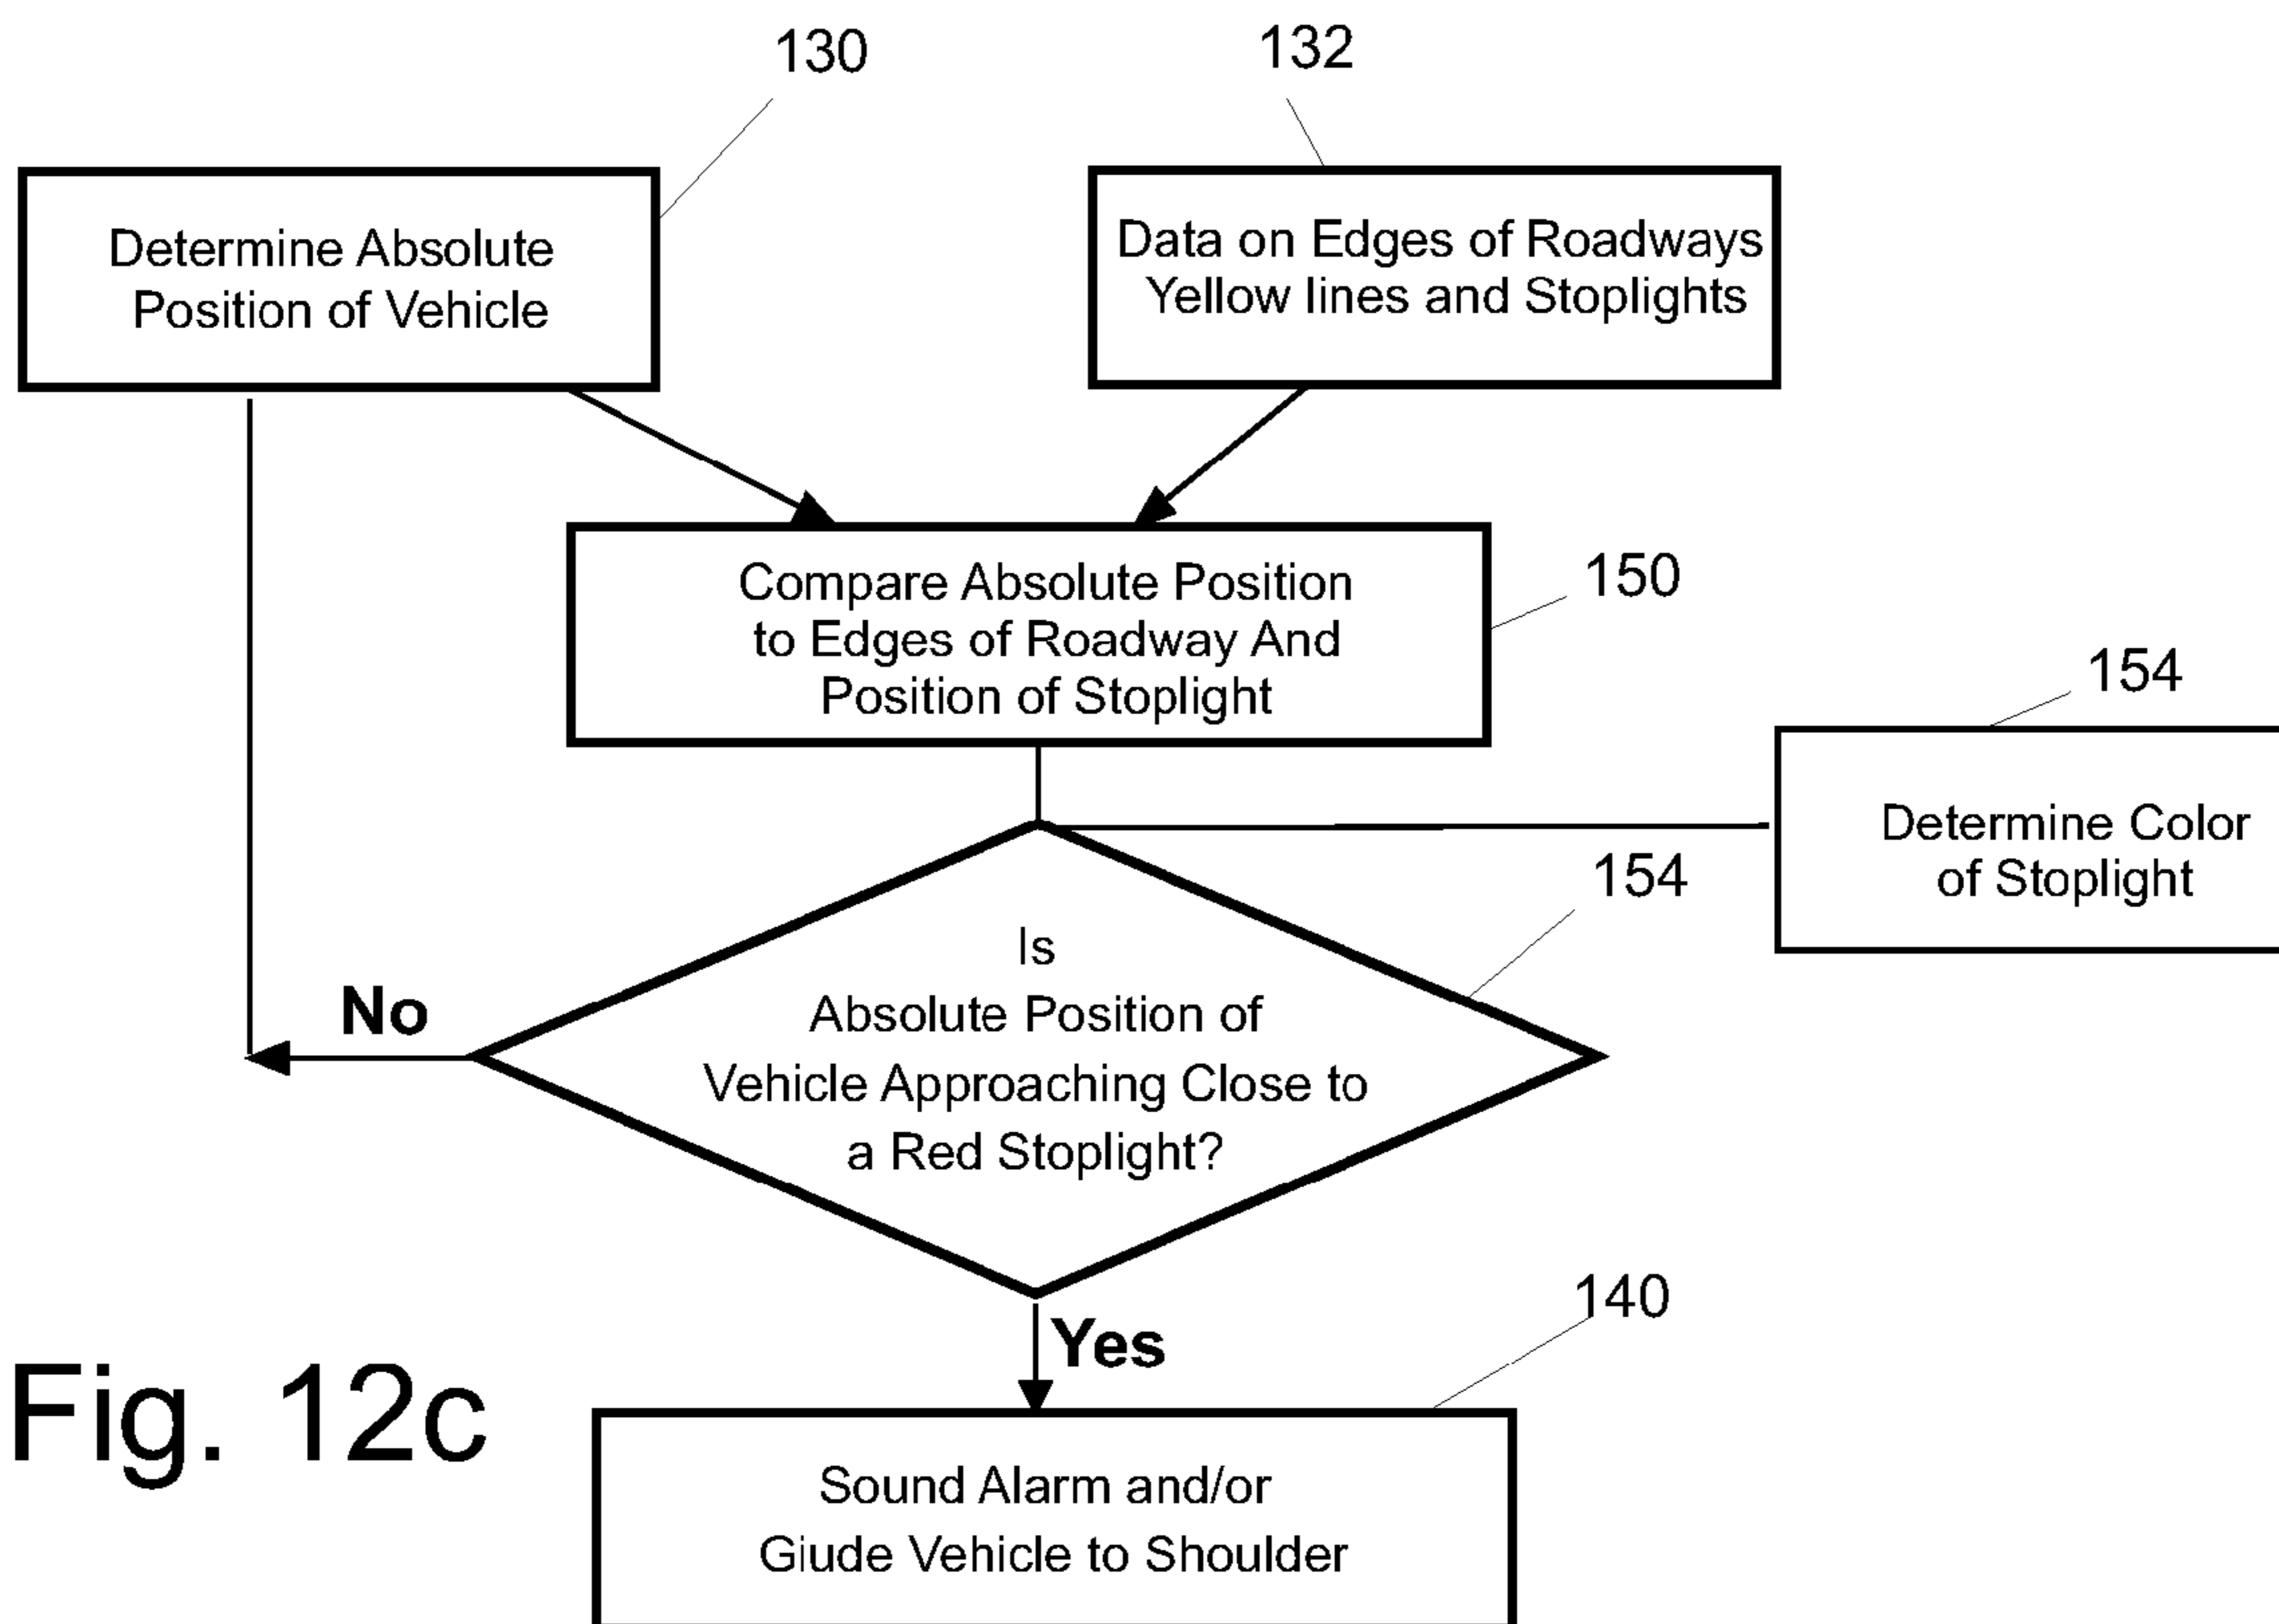 130
132
Determine Absolute
Position of Vehicle
Data on Edges of Roadways
Yellow lines and Stoplights
Compare Absolute Position
to Edges of Roadway And
Position of Stoplight
150
154
Determine Color
of Stoplight
154
Is
Absolute Position of
Vehicle Approaching Close to
a Red Stoplight?
No
Yes
140
Sound Alarm and/or
Giude Vehicle to Shoulder
Fig. 12c